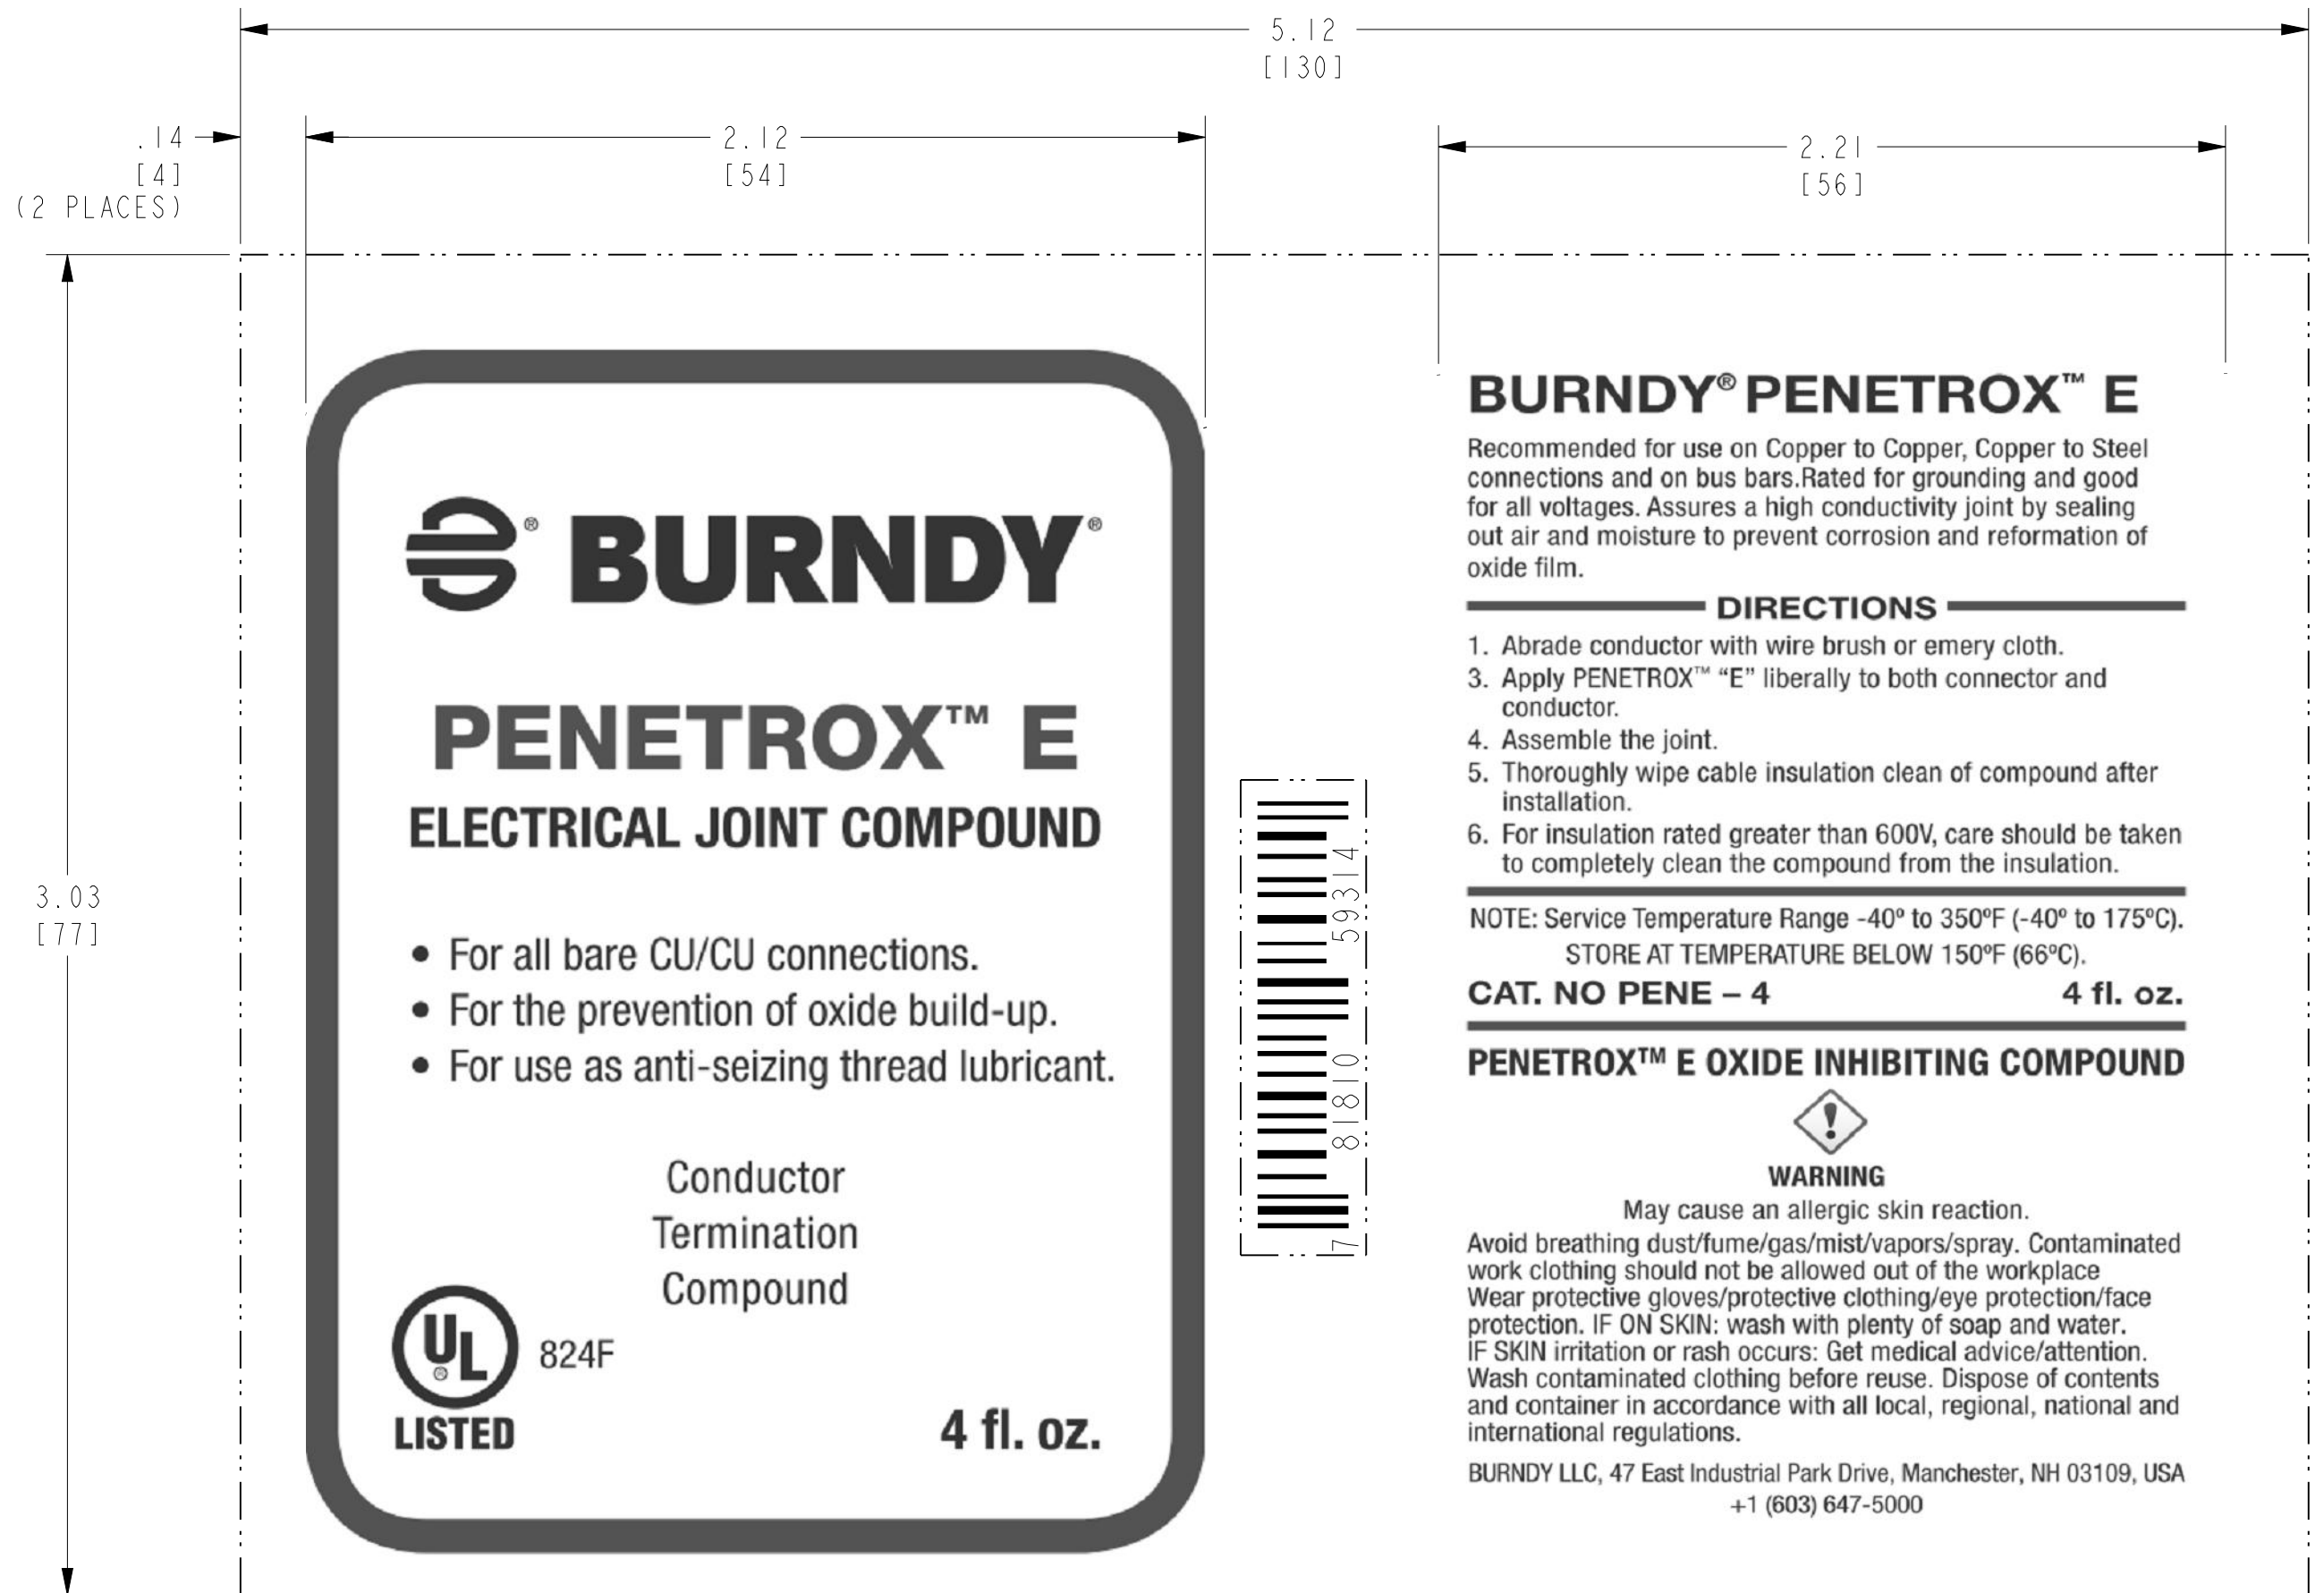 5.12
[130]
.14
[4]
(2 PLACES)
2.12
[54]
2.21
[56]
3.03
[77]
® BURNDY®
PENETROX™ E
ELECTRICAL JOINT COMPOUND
• For all bare CU/CU connections.
• For the prevention of oxide build-up.
• For use as anti-seizing thread lubricant.
Conductor
Termination
Compound
UL®
824F
LISTED
4 fl. oz.
7 81810 59314
BURNDY® PENETROX™ E
Recommended for use on Copper to Copper, Copper to Steel
connections and on bus bars.Rated for grounding and good
for all voltages. Assures a high conductivity joint by sealing
out air and moisture to prevent corrosion and reformation of
oxide film.
DIRECTIONS
1. Abrade conductor with wire brush or emery cloth.
3. Apply PENETROX™ “E” liberally to both connector and
conductor.
4. Assemble the joint.
5. Thoroughly wipe cable insulation clean of compound after
installation.
6. For insulation rated greater than 600V, care should be taken
to completely clean the compound from the insulation.
NOTE: Service Temperature Range -40º to 350ºF (-40º to 175ºC).
STORE AT TEMPERATURE BELOW 150ºF (66ºC).
CAT. NO PENE – 4 4 fl. oz.
PENETROX™ E OXIDE INHIBITING COMPOUND
!
WARNING
May cause an allergic skin reaction.
Avoid breathing dust/fume/gas/mist/vapors/spray. Contaminated
work clothing should not be allowed out of the workplace
Wear protective gloves/protective clothing/eye protection/face
protection. IF ON SKIN: wash with plenty of soap and water.
IF SKIN irritation or rash occurs: Get medical advice/attention.
Wash contaminated clothing before reuse. Dispose of contents
and container in accordance with all local, regional, national and
international regulations.
BURNDY LLC, 47 East Industrial Park Drive, Manchester, NH 03109, USA
+1 (603) 647-5000